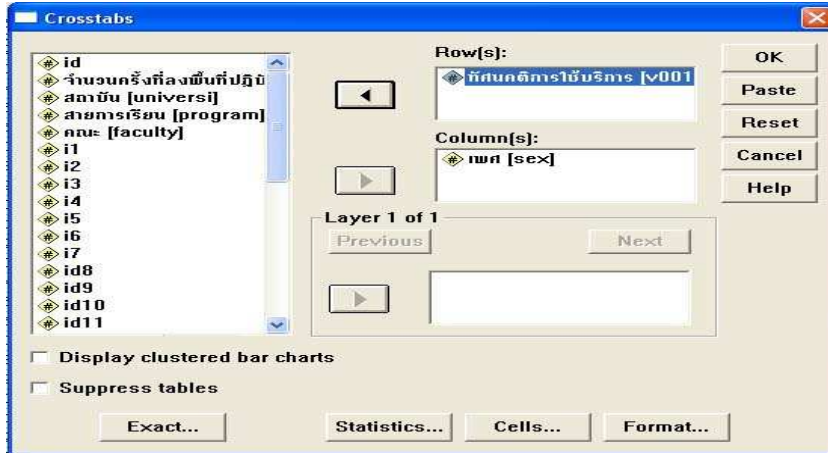 Crosstabs
id
จำนวนครั้งที่ลงพื้นที่ปฏิบั
สถาบัน [universi]
สายการเรียน [program]
คณะ [faculty]
i1
i2
i3
i4
i5
i6
i7
id8
id9
id10
id11
Row(s):
ทัศนคติการใช้บริการ [v001
Column(s):
เพศ [sex]
Layer 1 of 1
Previous
Next
OK
Paste
Reset
Cancel
Help
Display clustered bar charts
Suppress tables
Exact...
Statistics...
Cells...
Format...